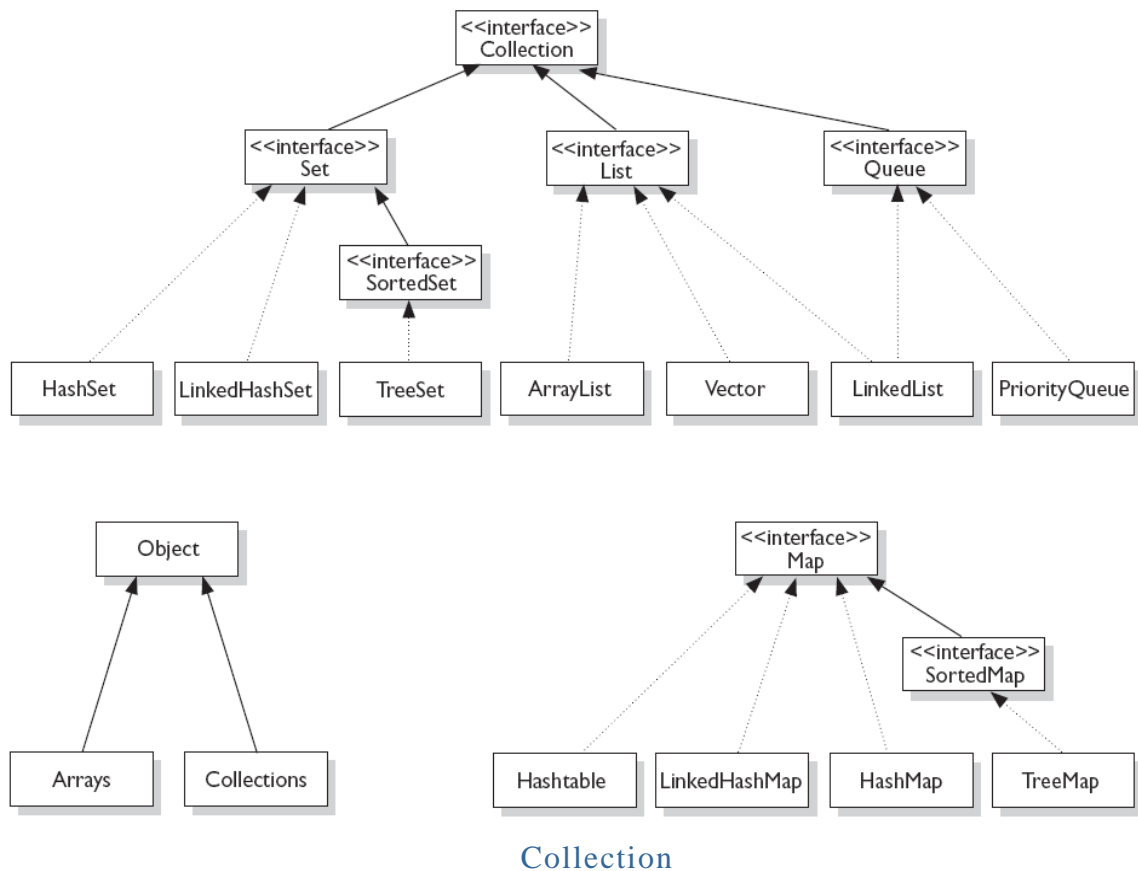 <<interface>>
Collection
<<interface>>
Set
<<interface>>
List
<<interface>>
Queue
<<interface>>
SortedSet
HashSet
LinkedHashSet
TreeSet
ArrayList
Vector
LinkedList
PriorityQueue
Object
<<interface>>
Map
<<interface>>
SortedMap
Arrays
Collections
Hashtable
LinkedHashMap
HashMap
TreeMap
Collection